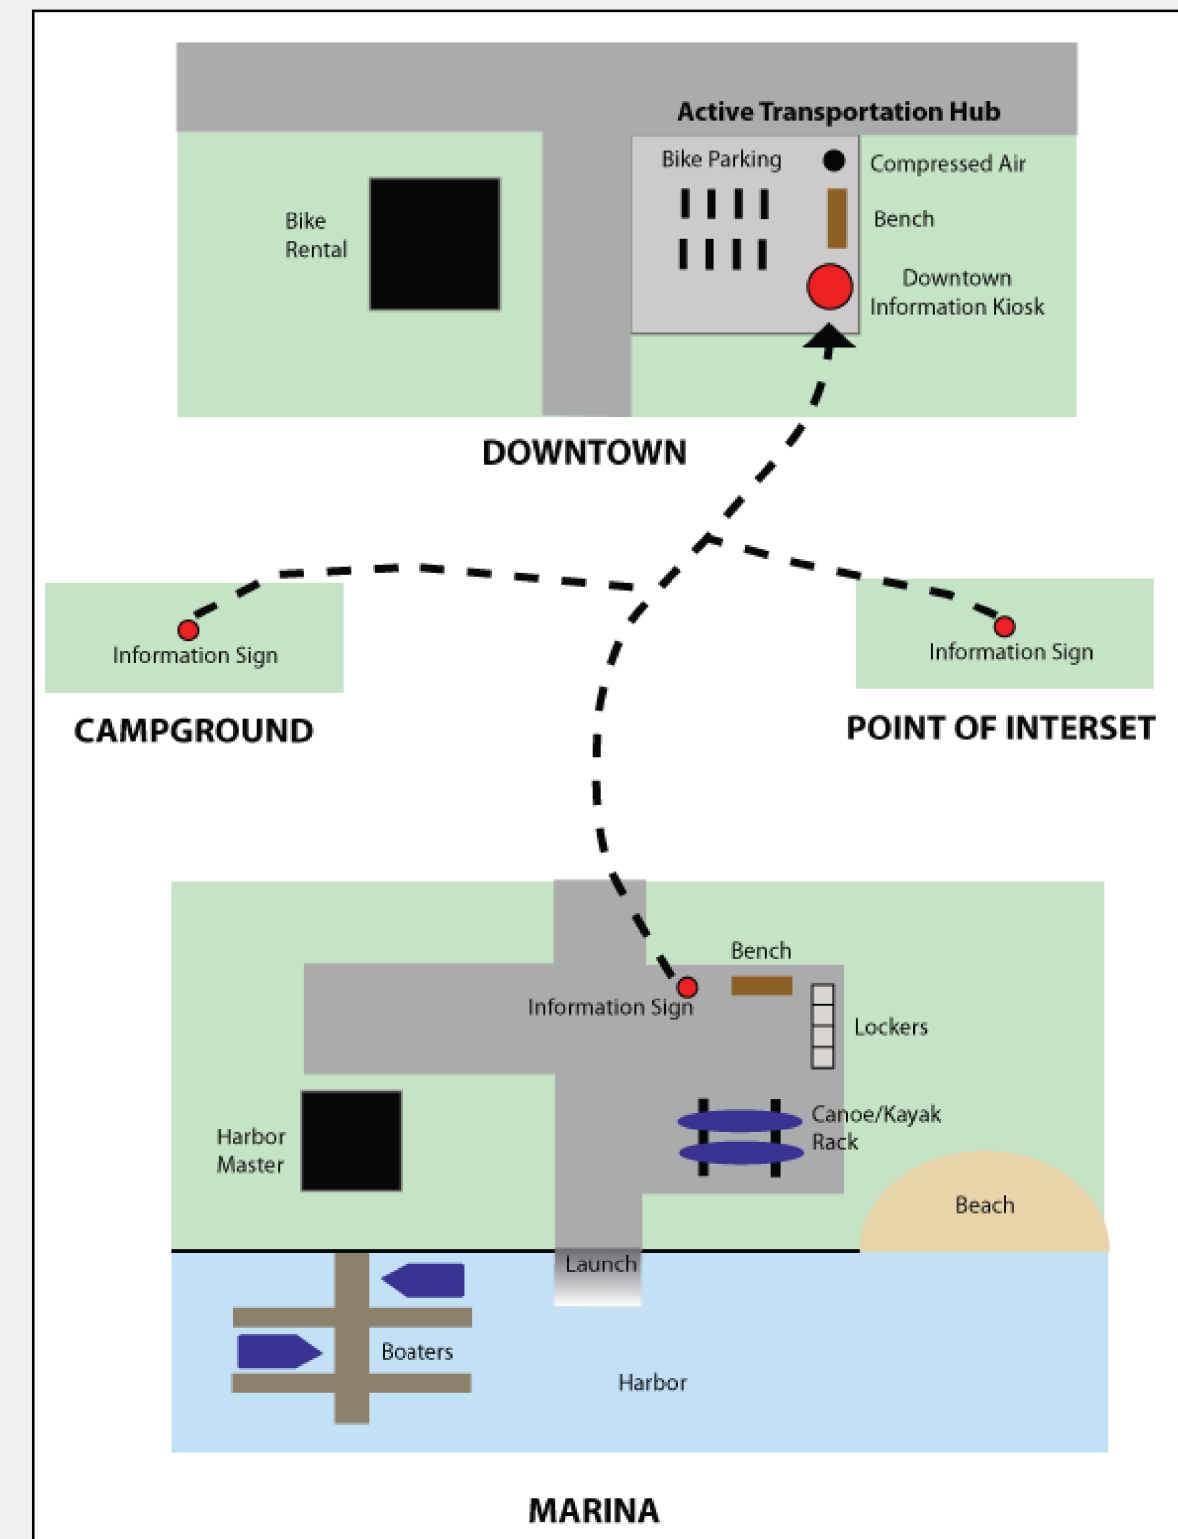 Active Transportation Hub
Bike Parking
Compressed Air
Bike
Rental
Bench
Downtown
Information Kiosk
DOWNTOWN
Information Sign
CAMPGROUND
Information Sign
POINT OF INTERSET
Bench
Information Sign
Lockers
Canoe/Kayak
Rack
Harbor
Master
Beach
Launch
Boaters
Harbor
MARINA